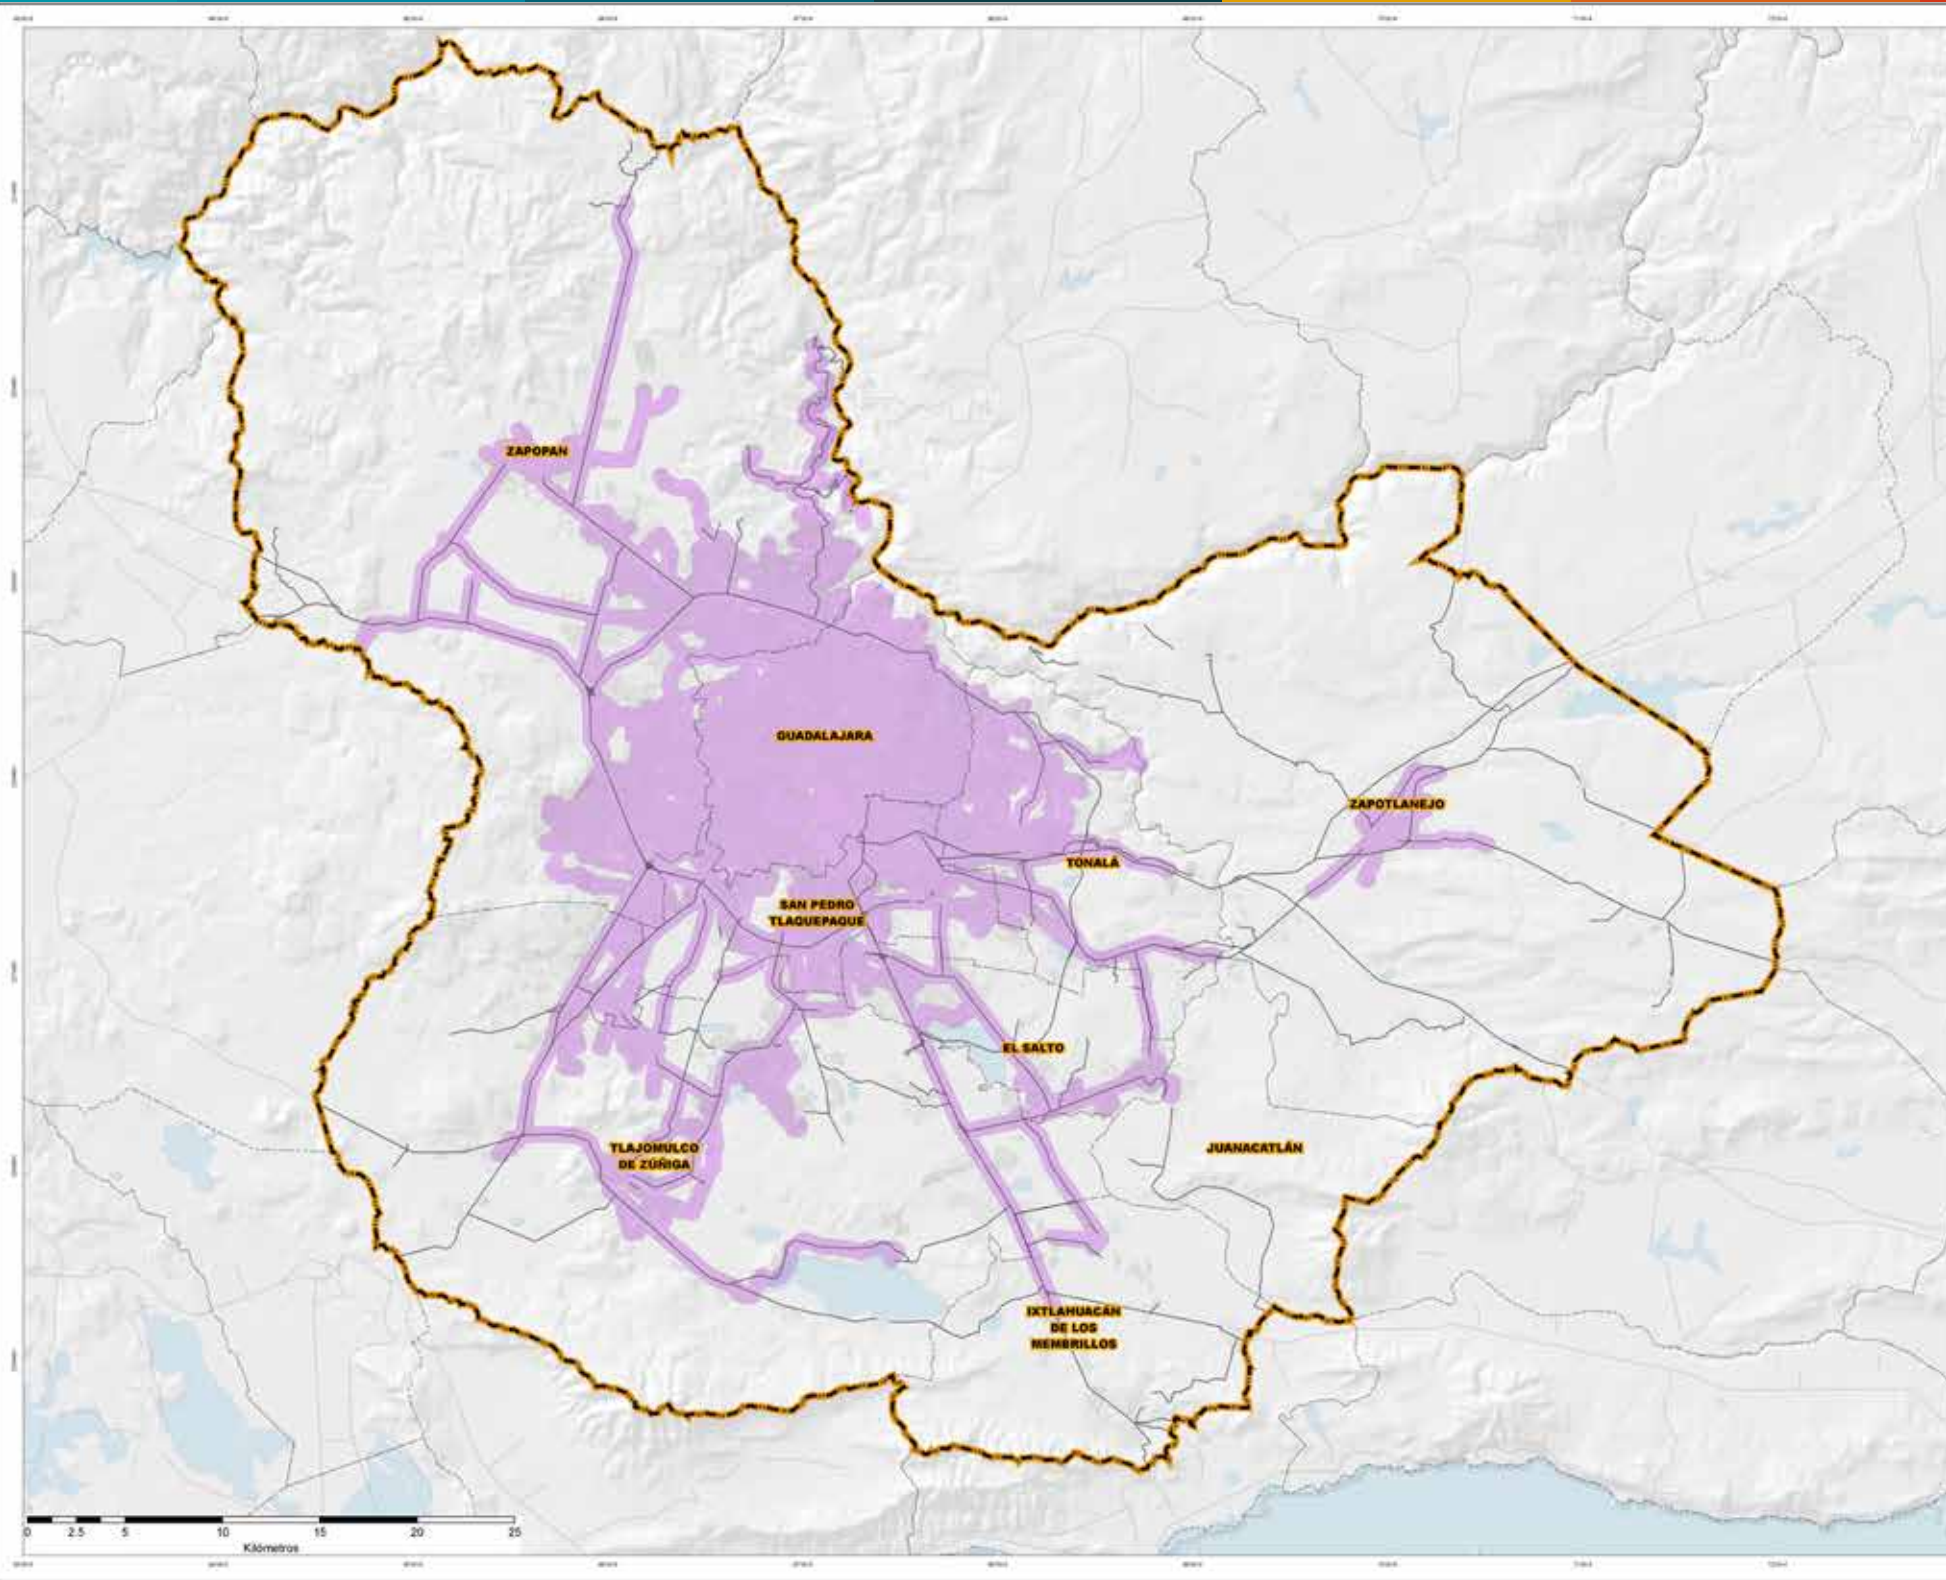 ZAPOPAN
GUADALAJARA
ZAPOTLANEJO
TONALÁ
SAN PEDRO
TLAQUEPAQUE
EL SALTO
TLAJOMULCO
DE ZÚÑIGA
JUANACATLÁN
IXTLAHUACÁN
DE LOS
MEMBRILLOS
0 2.5 5 10 15 20 25
Kilómetros